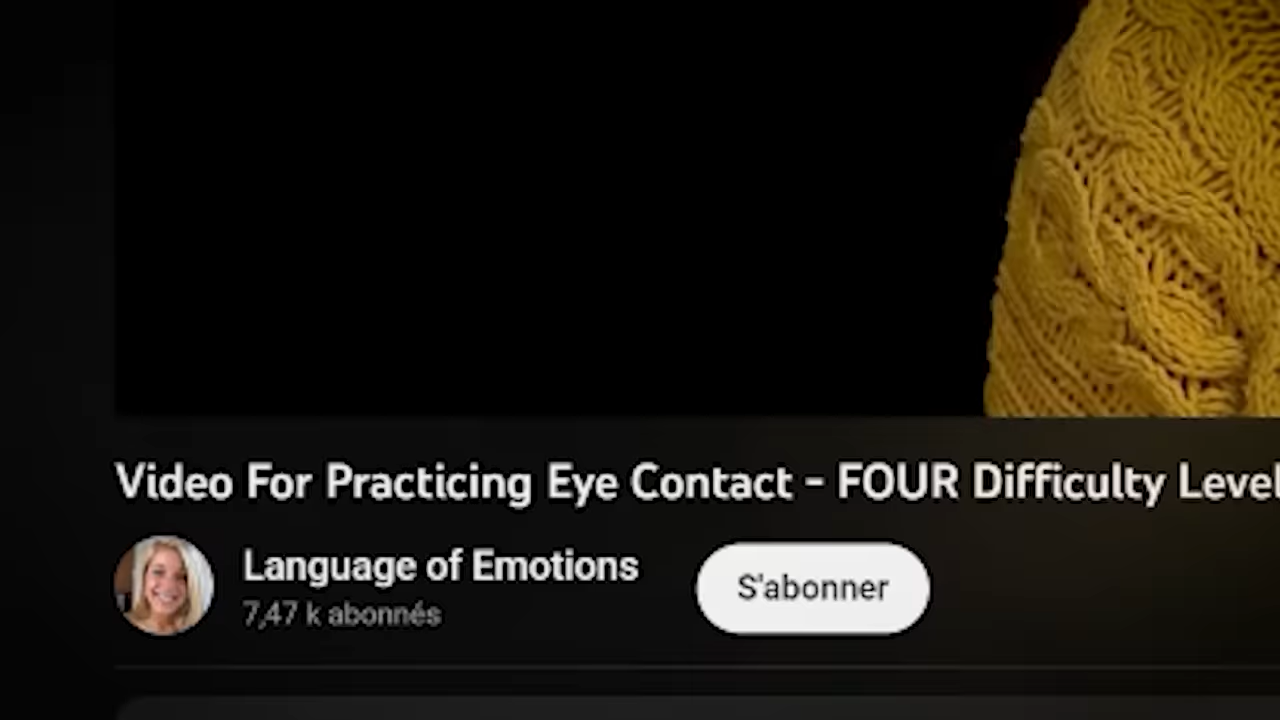 Video For Practicing Eye Contact - FOUR Difficulty Level
Language of Emotions
S'abonner
7,47 k abonnés